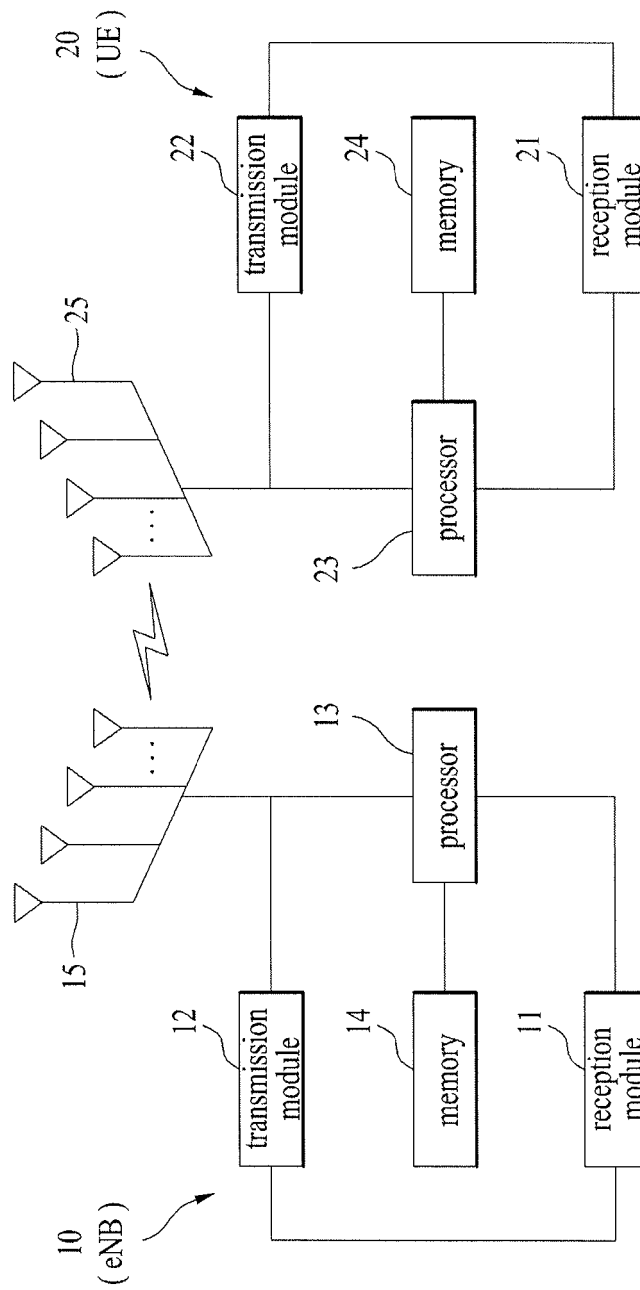 10
(eNB)
15
12
transmission
module
14
memory
11
reception
module
13
processor
. . .
20
(UE)
25
. . .
22
transmission
module
24
memory
21
reception
module
23
processor